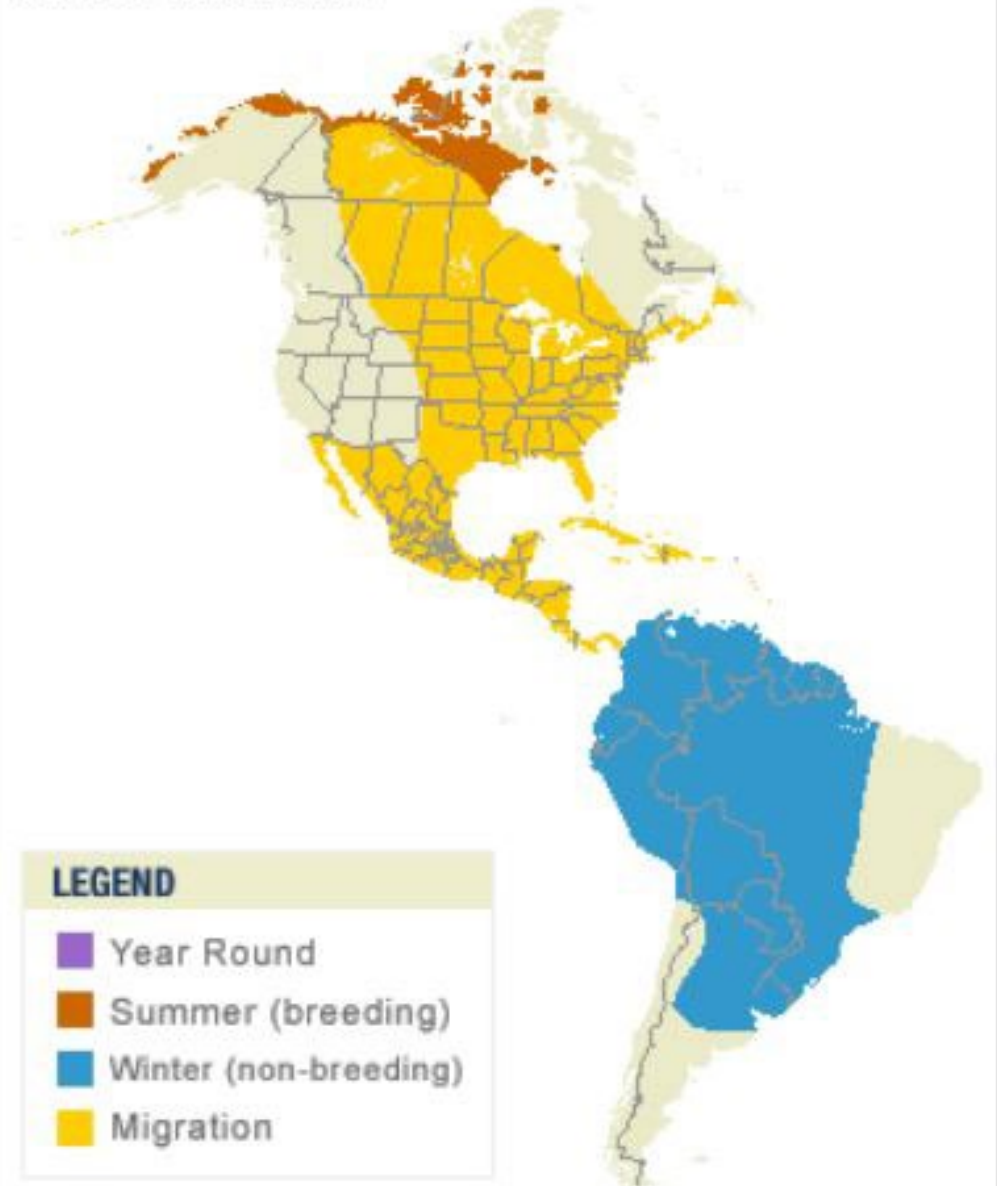 LEGEND
Year Round
Summer (breeding)
Winter (non-breeding)
Migration